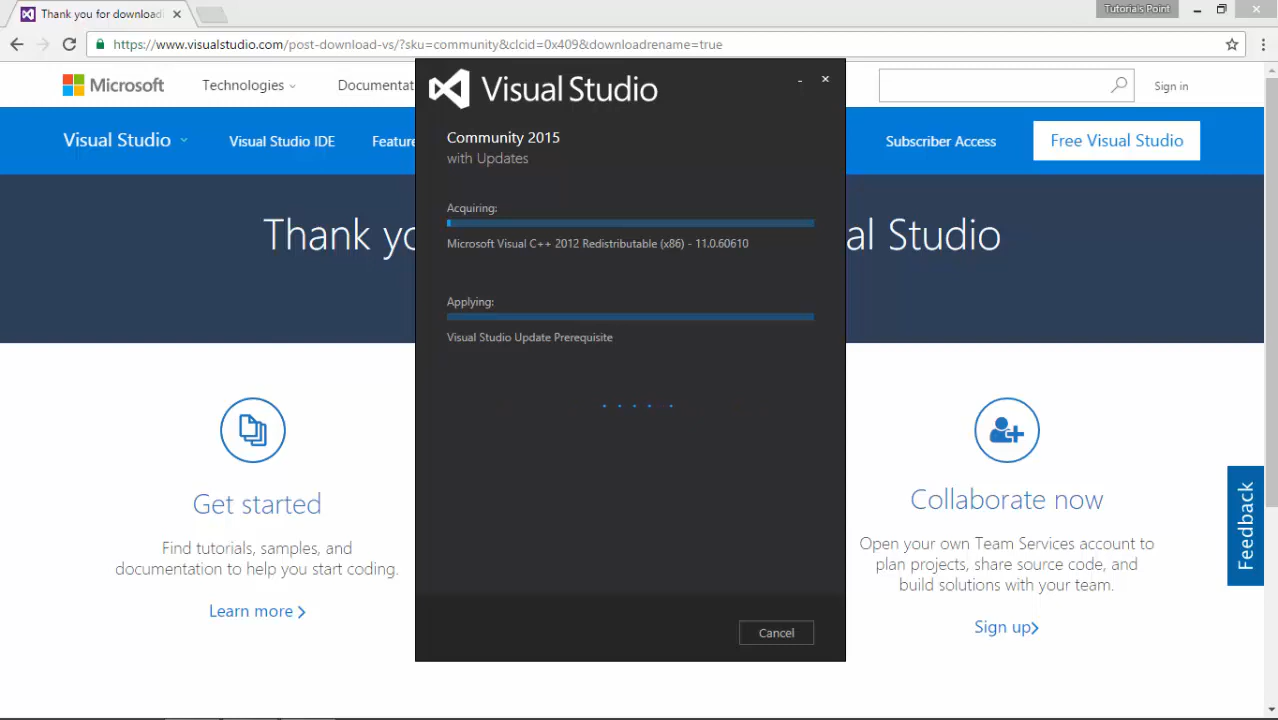 Thank you for downloadi
Tutorials Point
https://www.visualstudio.com/post-download-vs/?sku=community&clcid=0x409&downloadrename=true
Microsoft
Technologies
Documentat
Sign in
Visual Studio
Visual Studio IDE
Feature
Subscriber Access
Free Visual Studio
Thank yo
al Studio
Visual Studio
Community 2015
with Updates
Acquiring:
Microsoft Visual C++ 2012 Redistributable (x86) - 11.0.60610
Applying:
Visual Studio Update Prerequisite
Cancel
Get started
Find tutorials, samples, and
documentation to help you start coding.
Learn more
Collaborate now
Open your own Team Services account to
plan projects, share source code, and
build solutions with your team.
Sign up
Feedback